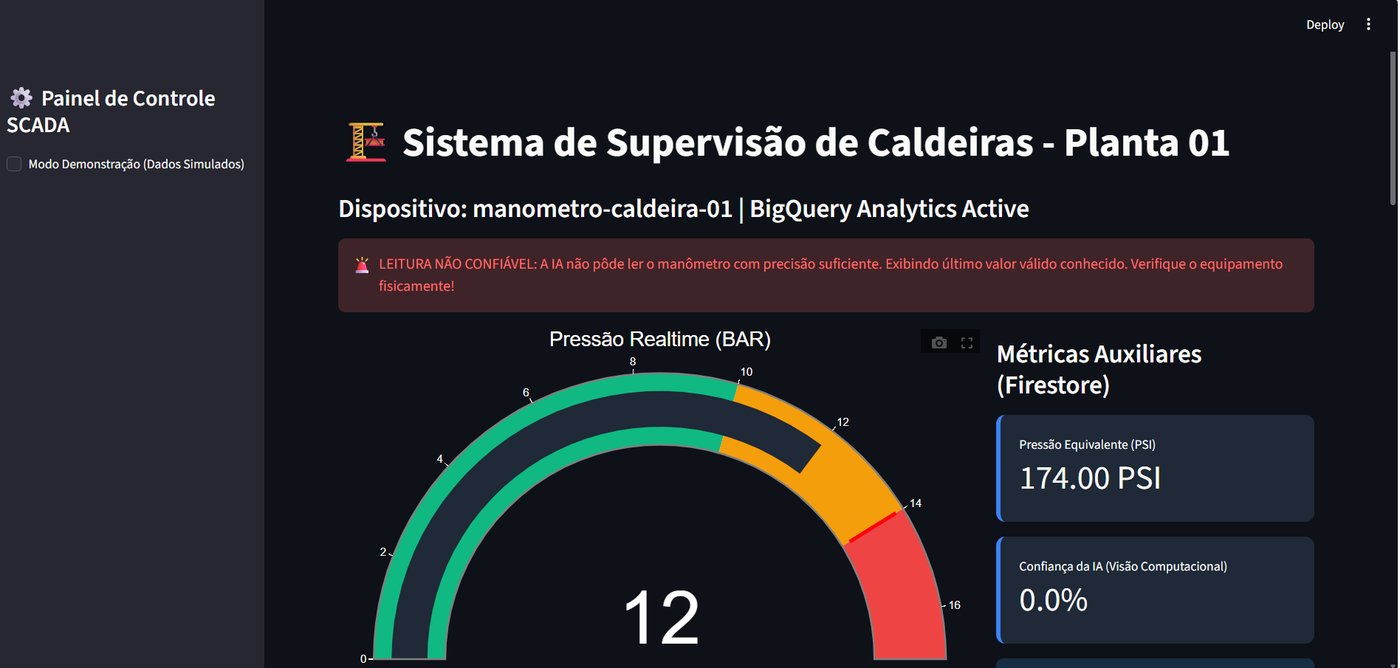 Deploy
Painel de Controle
SCADA
Modo Demonstração (Dados Simulados)
Sistema de Supervisão de Caldeiras - Planta 01
Dispositivo: manometro-caldeira-01 | BigQuery Analytics Active
LEITURA NÃO CONFIÁVEL: A IA não pôde ler o manômetro com precisão suficiente. Exibindo último valor válido conhecido. Verifique o equipamento
fisicamente!
Pressão Realtime (BAR)
0
2
4
6
8
10
12
14
16
12
Métricas Auxiliares
(Firestore)
Pressão Equivalente (PSI)
174.00 PSI
Confiança da IA (Visão Computacional)
0.0%